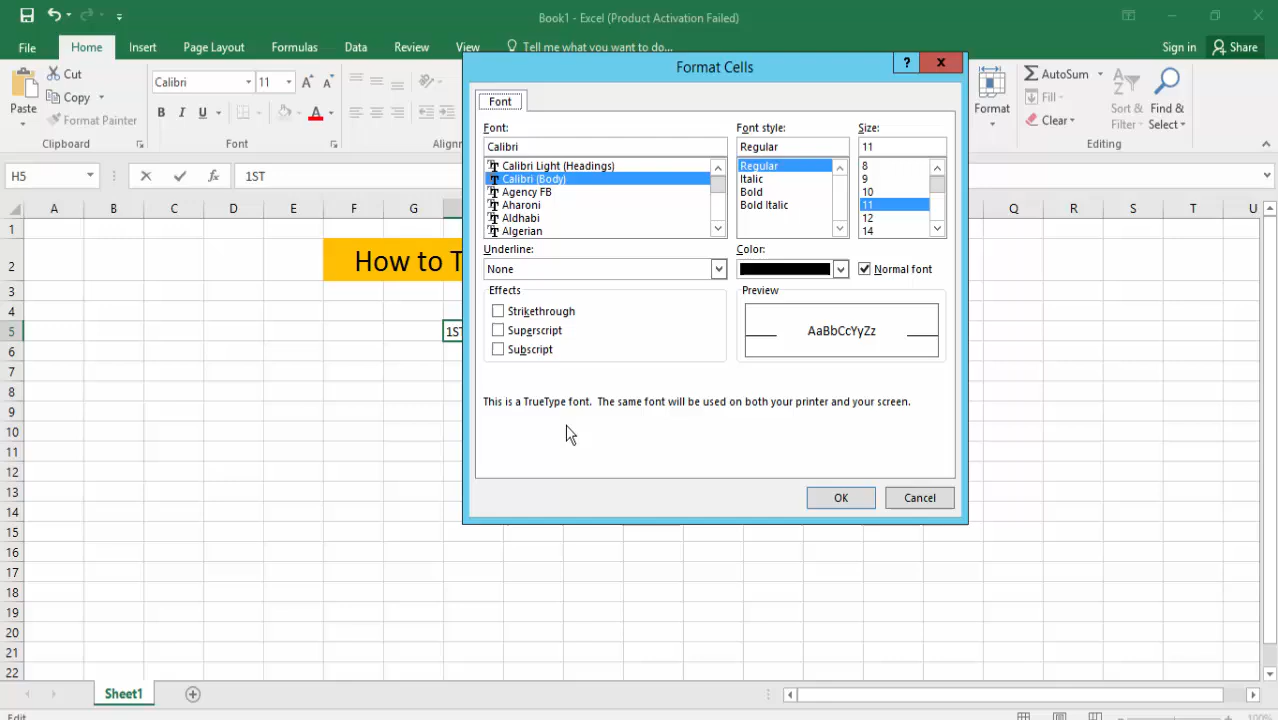 Book1 - Excel (Product Activation Failed)
File Home Insert Page Layout Formulas Data Review View Tell me what you want to do... Sign in Share
Paste
Cut
Copy
Format Painter
Clipboard
Calibri 11
B I U
Font
Format
AutoSum
Fill
Clear
Sort & Filter
Find & Select
Editing
H5 fx 1ST
A B C D E F G N O P Q R S T U
1
2
3
4
5
6
7
8
9
10
11
12
13
14
15
16
17
18
19
20
21
22
How to T
1ST
Format Cells
?
Font
Font:
Calibri
Calibri Light (Headings)
Calibri (Body)
Agency FB
Aharoni
Aldhabi
Algerian
Font style:
Regular
Regular
Italic
Bold
Bold Italic
Size:
11
8
9
10
11
12
14
Underline:
None
Color:
Normal font
Effects
Strikethrough
Superscript
Subscript
Preview
AaBbCcYyZz
This is a TrueType font. The same font will be used on both your printer and your screen.
OK Cancel
Sheet1
Edit